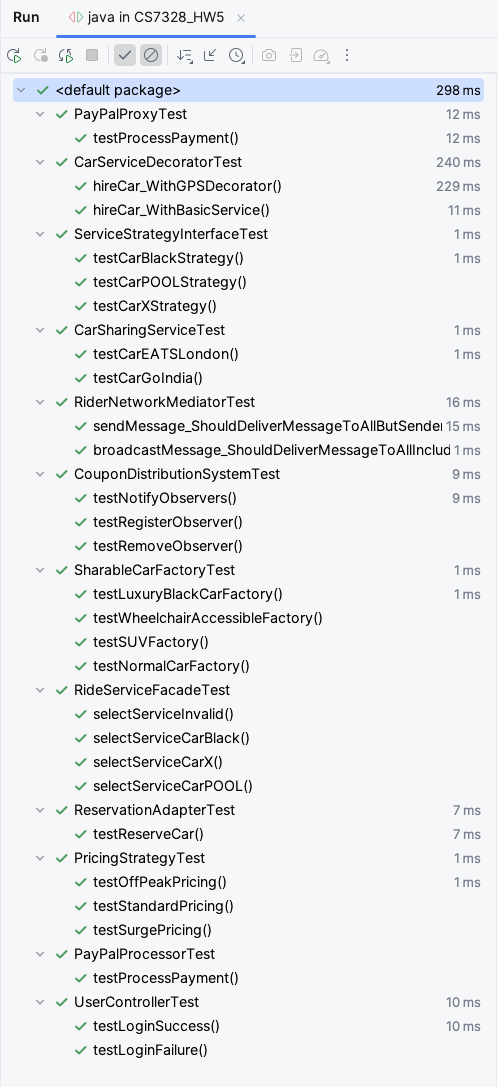 Run java in CS7328_HW5
<default package> 298 ms
PayPalProxyTest 12 ms
testProcessPayment() 12 ms
CarServiceDecoratorTest 240 ms
hireCar_WithGPSDecorator() 229 ms
hireCar_WithBasicService() 11 ms
ServiceStrategyInterfaceTest 1 ms
testCarBlackStrategy() 1 ms
testCarPOOLStrategy()
testCarXStrategy()
CarSharingServiceTest 1 ms
testCarEATSLondon() 1 ms
testCarGoIndia()
RiderNetworkMediatorTest 16 ms
sendMessage_ShouldDeliverMessageToAllButSender 15 ms
broadcastMessage_ShouldDeliverMessageToAllInclud 1 ms
CouponDistributionSystemTest 9 ms
testNotifyObservers() 9 ms
testRegisterObserver()
testRemoveObserver()
SharableCarFactoryTest 1 ms
testLuxuryBlackCarFactory() 1 ms
testWheelchairAccessibleFactory()
testSUVFactory()
testNormalCarFactory()
RideServiceFacadeTest
selectServiceInvalid()
selectServiceCarBlack()
selectServiceCarX()
selectServiceCarPOOL()
ReservationAdapterTest 7 ms
testReserveCar() 7 ms
PricingStrategyTest 1 ms
testOffPeakPricing() 1 ms
testStandardPricing()
testSurgePricing()
PayPalProcessorTest
testProcessPayment()
UserControllerTest 10 ms
testLoginSuccess() 10 ms
testLoginFailure()